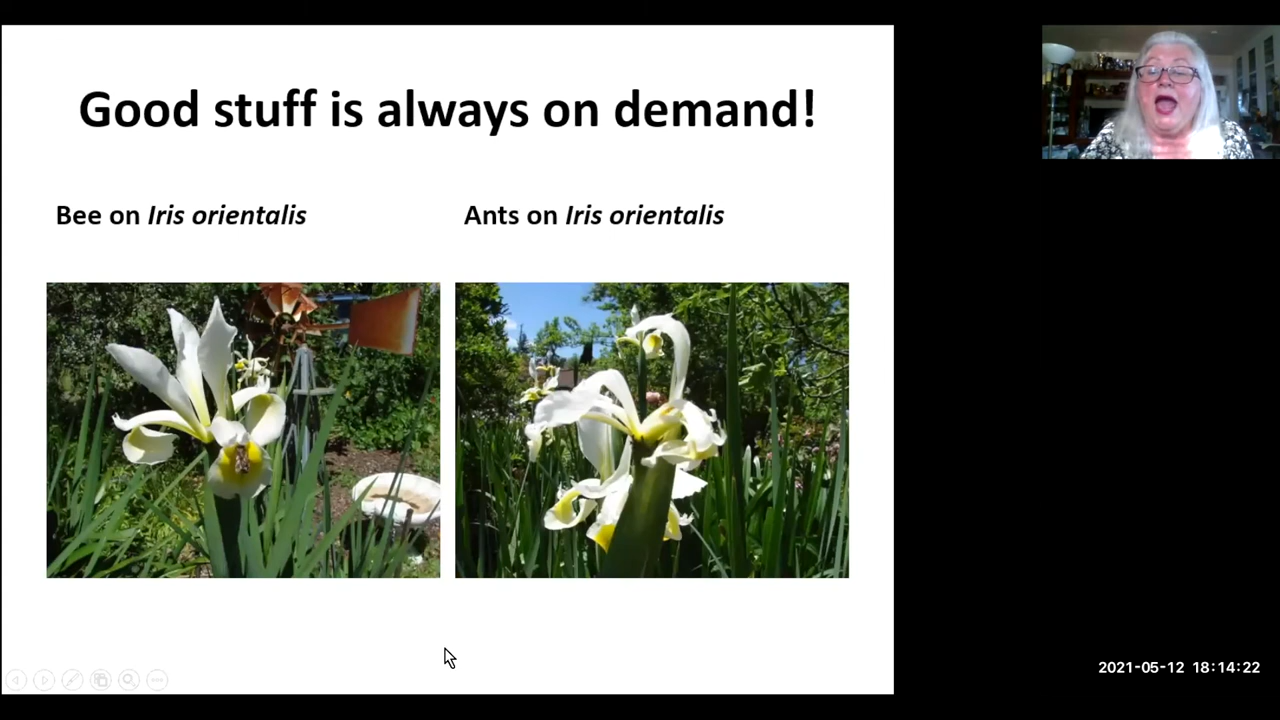 Good stuff is always on demand!
Bee on Iris orientalis
Ants on Iris orientalis
2021-05-12 18:14:22